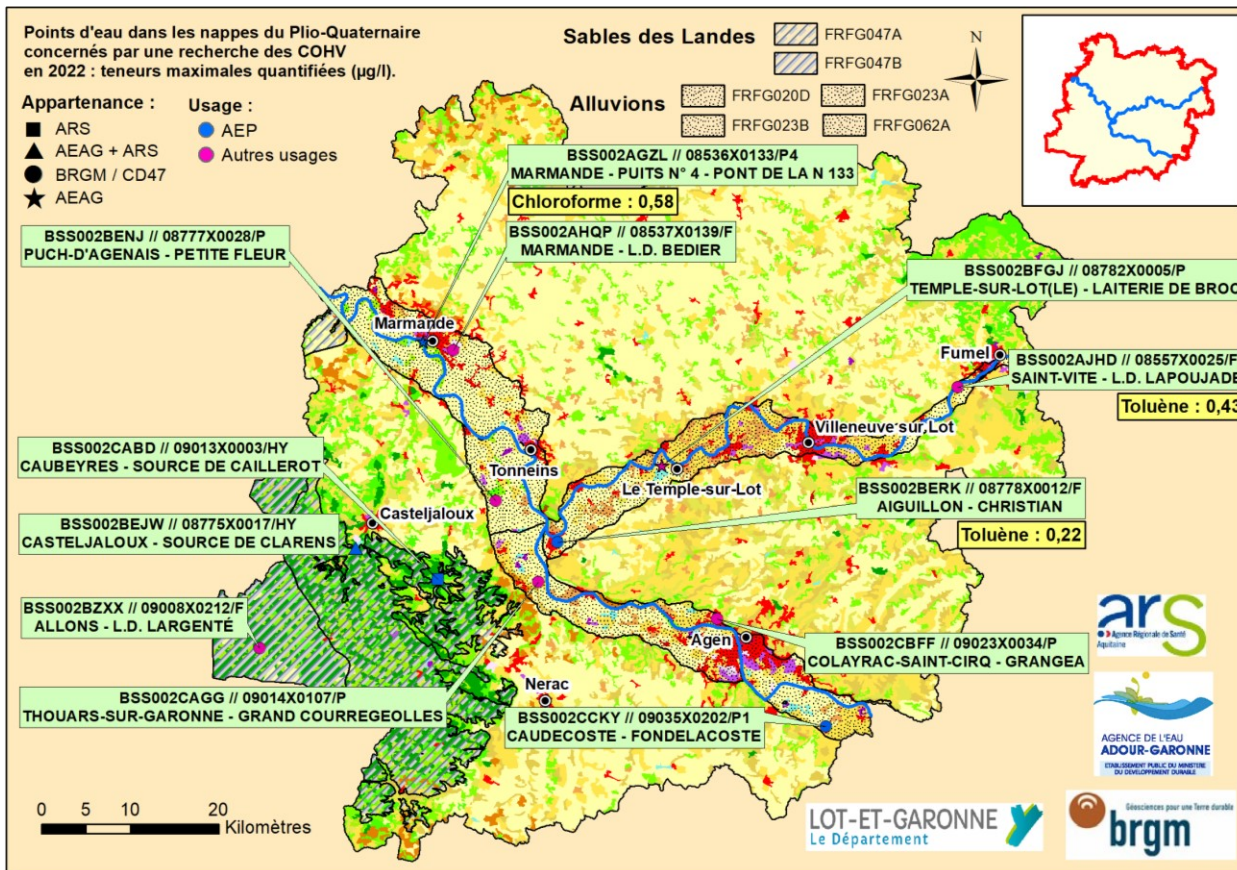 Points d'eau dans les nappes du Plio-Quaternaire
concernés par une recherche des COHV
en 2022 : teneurs maximales quantifiées (µg/l).
Appartenance :
ARS
AEAG + ARS
BRGM / CD47
AEAG
Usage :
AEP
Autres usages
Sables des Landes
FRFG047A
FRFG047B
Alluvions
FRFG020D
FRFG023A
FRFG023B
FRFG062A
N
BSS002AGZL // 08536X0133/P4
MARMANDE - PUITS N° 4 - PONT DE LA N 133
Chloroforme : 0,58
BSS002BENJ // 08777X0028/P
PUCH-D'AGENAIS - PETITE FLEUR
BSS002AHQP // 08537X0139/F
MARMANDE - L.D. BEDIER
BSS002BFGJ // 08782X0005/P
TEMPLE-SUR-LOT(LE) - LAITERIE DE BROC
Marmande
Fumel
BSS002AJHD // 08557X0025/F
SAINT-VITE - L.D. LAPOUJADE
Toluène : 0,43
Villeneuve sur Lot
Tonneins
Le Temple-sur-Lot
BSS002CABD // 09013X0003/HY
CAUBEYRES - SOURCE DE CAILLEROT
BSS002BERK // 08778X0012/F
AIGUILLON - CHRISTIAN
Toluène : 0,22
Casteljaloux
BSS002BEJW // 08775X0017/HY
CASTELJALOUX - SOURCE DE CLARENS
BSS002BZXX // 09008X0212/F
ALLONS - L.D. LARGENTÉ
Agen
BSS002CBFF // 09023X0034/P
COLAYRAC-SAINT-CIRQ - GRANGEA
BSS002CAGG // 09014X0107/P
THOUARS-SUR-GARONNE - GRAND COURREGEOLLES
Nerac
BSS002CCKY // 09035X0202/P1
CAUDECOSTE - FONDELACOSTE
0 5 10 20
Kilomètres
ars
Agence Régionale de Santé
Aquitaine
AGENCE DE L'EAU
ADOUR-GARONNE
ETABLISSEMENT PUBLIC DU MINISTERE
DU DEVELOPPEMENT DURABLE
LOT-ET-GARONNE
Le Département
Géosciences pour une Terre durable
brgm